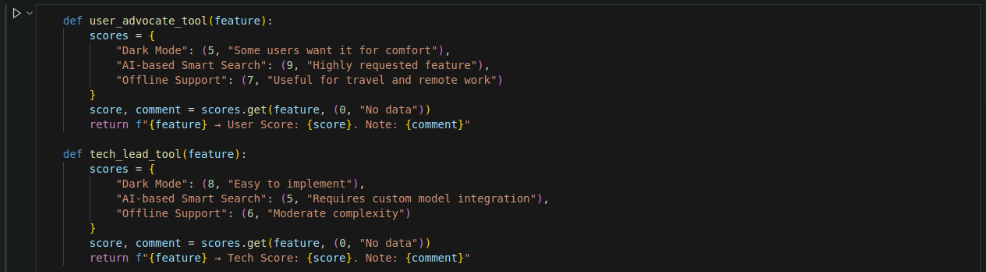 def user_advocate_tool(feature):
    scores = {
        "Dark Mode": (5, "Some users want it for comfort"),
        "AI-based Smart Search": (9, "Highly requested feature"),
        "Offline Support": (7, "Useful for travel and remote work")
    }
    score, comment = scores.get(feature, (0, "No data"))
    return f"{feature} → User Score: {score}. Note: {comment}"

def tech_lead_tool(feature):
    scores = {
        "Dark Mode": (8, "Easy to implement"),
        "AI-based Smart Search": (5, "Requires custom model integration"),
        "Offline Support": (6, "Moderate complexity")
    }
    score, comment = scores.get(feature, (0, "No data"))
    return f"{feature} → Tech Score: {score}. Note: {comment}"